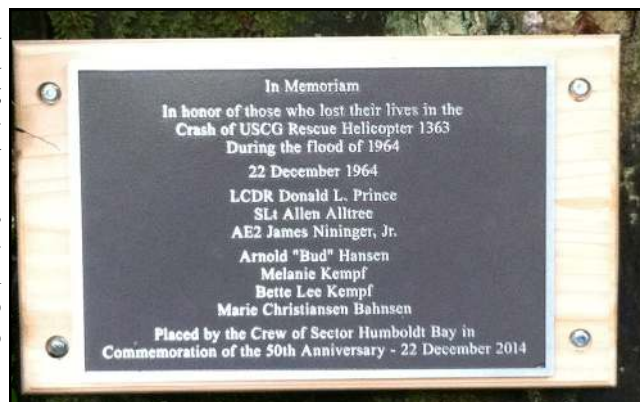 In Memoriam
In honor of those who lost their lives in the
Crash of USCG Rescue Helicopter 1363
During the flood of 1964
22 December 1964
LCDR Donald L. Prince
SLt Allen Alltree
AE2 James Nininger, Jr.
Arnold "Bud" Hansen
Melanie Kempf
Bette Lee Kempf
Marie Christiansen Bahnsen
Placed by the Crew of Sector Humboldt Bay in
Commemoration of the 50th Anniversary - 22 December 2014